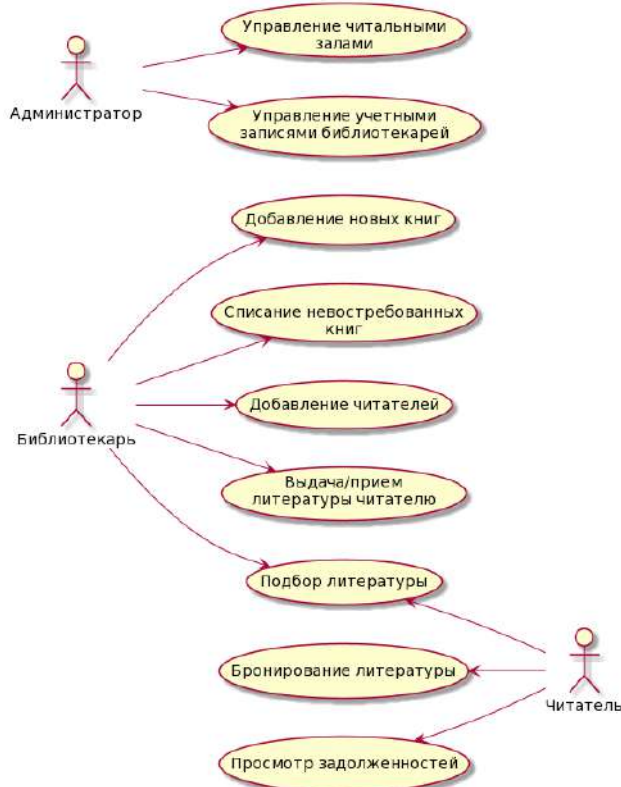 Управление читальными
залами
Администратор
Управление учетными
записями библиотекарей
Добавление новых книг
Списание невостребованных
книг
Добавление читателей
Библиотекарь
Выдача/прием
литературы читателю
Подбор литературы
Бронирование литературы
Читатель
Просмотр задолженностей